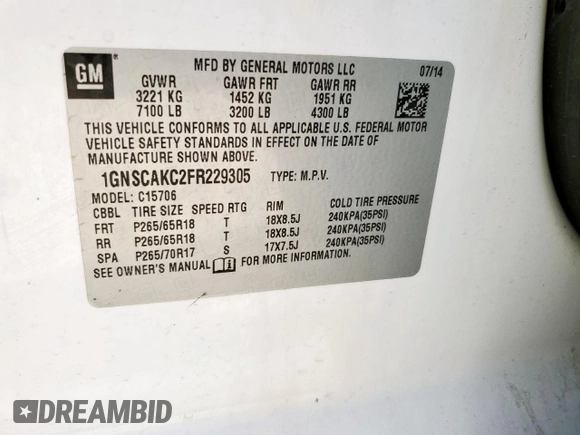 GM
MFD BY GENERAL MOTORS LLC 07/14
GVWR GAWR FRT GAWR RR
3221 KG 1452 KG 1951 KG
7100 LB 3200 LB 4300 LB
THIS VEHICLE CONFORMS TO ALL APPLICABLE U.S. FEDERAL MOTOR
VEHICLE SAFETY STANDARDS IN EFFECT ON THE DATE OF
MANUFACTURE SHOWN ABOVE.
1GNSCAKC2FR229305 TYPE: M.P.V.
MODEL: C15706
CBBL TIRE SIZE SPEED RTG RIM COLD TIRE PRESSURE
FRT P265/65R18 T 18X8.5J 240KPA(35PSI)
RR P265/65R18 T 18X8.5J 240KPA(35PSI)
SPA P265/70R17 S 17X7.5J 240KPA(35PSI)
SEE OWNER'S MANUAL FOR MORE INFORMATION.
DREAMBID